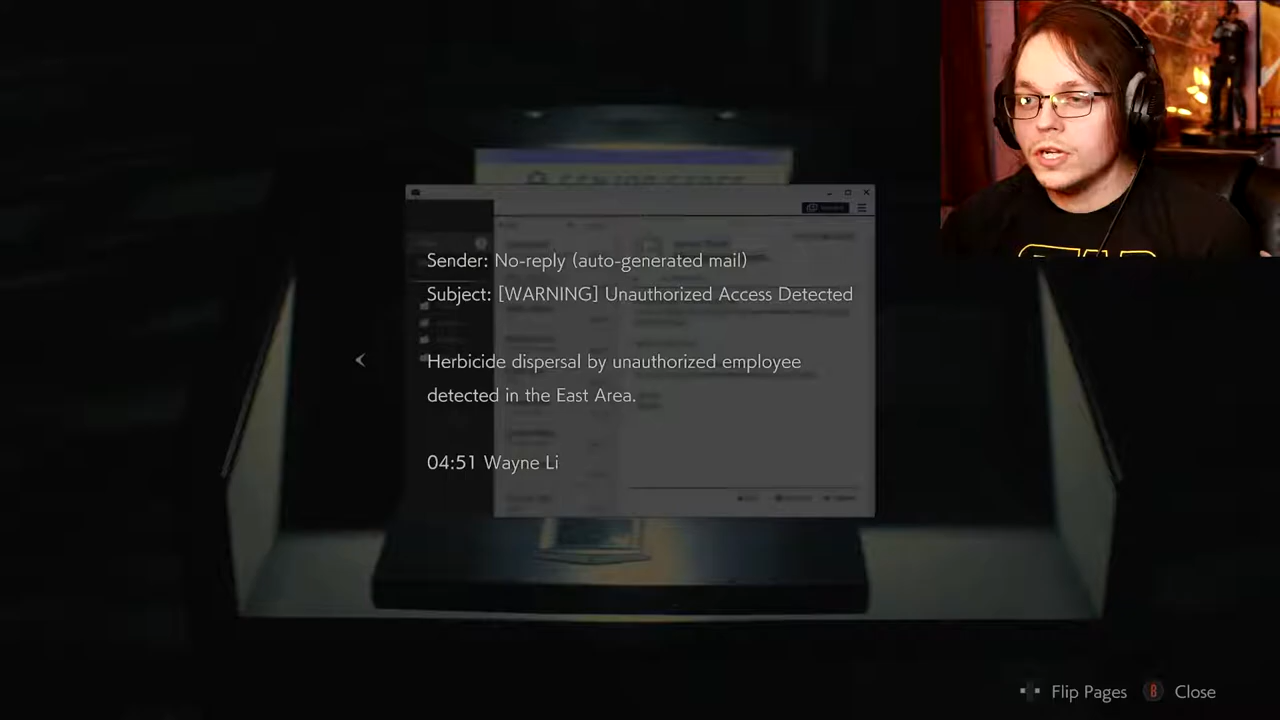 Sender: No-reply (auto-generated mail)
Subject: [WARNING] Unauthorized Access Detected
Herbicide dispersal by unauthorized employee
detected in the East Area.
04:51 Wayne Li
B
Flip Pages
Close